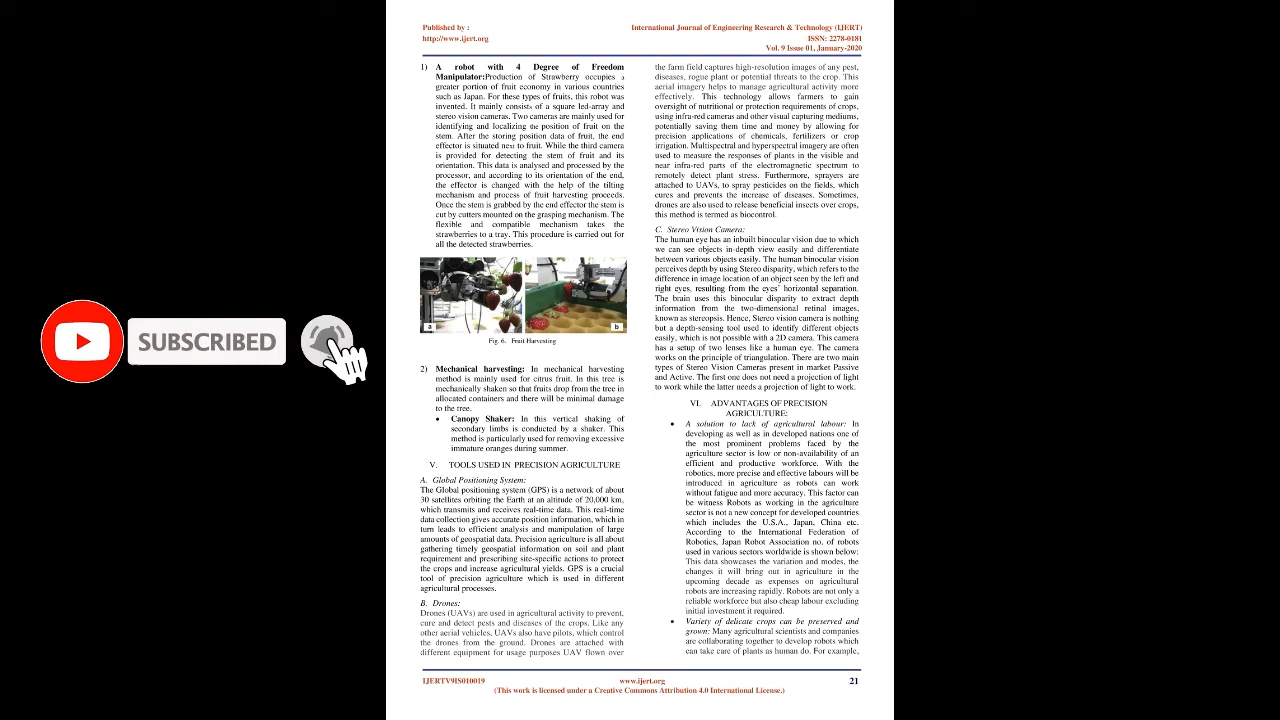 Published by :
http://www.ijert.org
International Journal of Engineering Research & Technology (IJERT)
ISSN: 2278-0181
Vol. 9 Issue 01, January-2020
1) A robot with 4 Degree of Freedom
Manipulator:Production of Strawberry occupies a
greater portion of fruit economy in various countries
such as Japan. For these types of fruits, this robot was
invented. It mainly consists of a square led-array and
stereo vision cameras. Two cameras are mainly used for
identifying and localizing the position of fruit on the
stem. After the storing position data of fruit, the end
effector is situated next to fruit. While the third camera
is provided for detecting the stem of fruit and its
orientation. This data is analysed and processed by the
processor, and according to its orientation of the end,
the effector is changed with the help of the tilting
mechanism and process of fruit harvesting proceeds.
Once the stem is grabbed by the end effector the stem is
cut by cutters mounted on the grasping mechanism. The
flexible and compatible mechanism takes the
strawberries to a tray. This procedure is carried out for
all the detected strawberries.
a
b
Fig. 6. Fruit Harvesting
2) Mechanical harvesting: In mechanical harvesting
method is mainly used for citrus fruit. In this tree is
mechanically shaken so that fruits drop from the tree in
allocated containers and there will be minimal damage
to the tree.
• Canopy Shaker: In this vertical shaking of
secondary limbs is conducted by a shaker. This
method is particularly used for removing excessive
immature oranges during summer.
V. TOOLS USED IN PRECISION AGRICULTURE
A. Global Positioning System:
The Global positioning system (GPS) is a network of about
30 satellites orbiting the Earth at an altitude of 20,000 km,
which transmits and receives real-time data. This real-time
data collection gives accurate position information, which in
turn leads to efficient analysis and manipulation of large
amounts of geospatial data. Precision agriculture is all about
gathering timely geospatial information on soil and plant
requirement and prescribing site-specific actions to protect
the crops and increase agricultural yields. GPS is a crucial
tool of precision agriculture which is used in different
agricultural processes.
B. Drones:
Drones (UAVs) are used in agricultural activity to prevent,
cure and detect pests and diseases of the crops. Like any
other aerial vehicles, UAVs also have pilots, which control
the drones from the ground. Drones are attached with
different equipment for usage purposes UAV flown over
the farm field captures high-resolution images of any pest,
diseases, rogue plant or potential threats to the crop. This
aerial imagery helps to manage agricultural activity more
effectively. This technology allows farmers to gain
oversight of nutritional or protection requirements of crops,
using infra-red cameras and other visual capturing mediums,
potentially saving them time and money by allowing for
precision applications of chemicals, fertilizers or crop
irrigation. Multispectral and hyperspectral imagery are often
used to measure the responses of plants in the visible and
near infra-red parts of the electromagnetic spectrum to
remotely detect plant stress. Furthermore, sprayers are
attached to UAVs, to spray pesticides on the fields, which
cures and prevents the increase of diseases. Sometimes,
drones are also used to release beneficial insects over crops,
this method is termed as biocontrol.
C. Stereo Vision Camera:
The human eye has an inbuilt binocular vision due to which
we can see objects in-depth view easily and differentiate
between various objects easily. The human binocular vision
perceives depth by using Stereo disparity, which refers to the
difference in image location of an object seen by the left and
right eyes, resulting from the eyes' horizontal separation.
The brain uses this binocular disparity to extract depth
information from the two-dimensional retinal images,
known as stereopsis. Hence, Stereo vision camera is nothing
but a depth-sensing tool used to identify different objects
easily, which is not possible with a 2D camera. This camera
has a setup of two lenses like a human eye. The camera
works on the principle of triangulation. There are two main
types of Stereo Vision Cameras present in market Passive
and Active. The first one does not need a projection of light
to work while the latter needs a projection of light to work.
VI. ADVANTAGES OF PRECISION
AGRICULTURE:
• A solution to lack of agricultural labour: In
developing as well as in developed nations one of
the most prominent problems faced by the
agriculture sector is low or non-availability of an
efficient and productive workforce. With the
robotics, more precise and effective labours will be
introduced in agriculture as robots can work
without fatigue and more accuracy. This factor can
be witness Robots as working in the agriculture
sector is not a new concept for developed countries
which includes the U.S.A., Japan, China etc.
According to the International Federation of
Robotics, Japan Robot Association no. of robots
used in various sectors worldwide is shown below:
This data showcases the variation and modes, the
changes it will bring out in agriculture in the
upcoming decade as expenses on agricultural
robots are increasing rapidly. Robots are not only a
reliable workforce but also cheap labour excluding
initial investment it required.
• Variety of delicate crops can be preserved and
grown: Many agricultural scientists and companies
are collaborating together to develop robots which
can take care of plants as human do. For example,
IJERTV9IS010019
www.ijert.org
21
(This work is licensed under a Creative Commons Attribution 4.0 International License.)
SUBSCRIBED